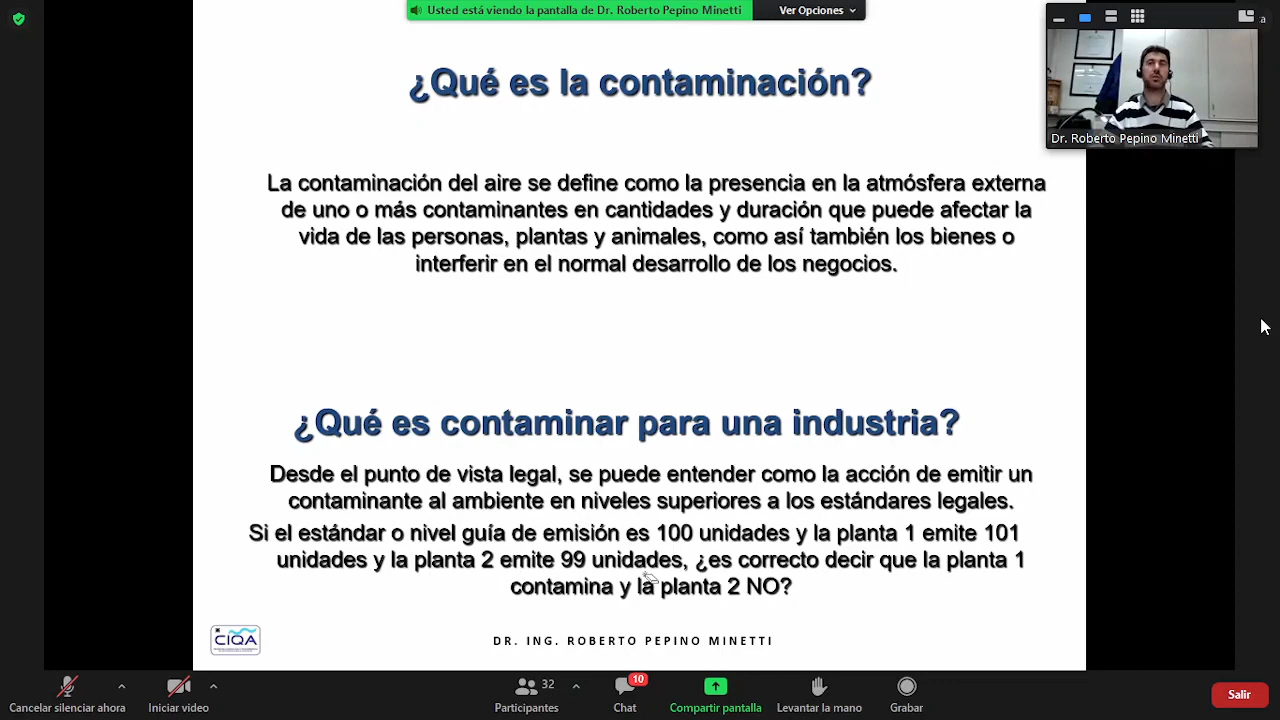 Usted está viendo la pantalla de Dr. Roberto Pepino Minetti
Ver Opciones
¿Qué es la contaminación?
Dr. Roberto Pepino Minetti
La contaminación del aire se define como la presencia en la atmósfera externa
de uno o más contaminantes en cantidades y duración que puede afectar la
vida de las personas, plantas y animales, como así también los bienes o
interferir en el normal desarrollo de los negocios.
¿Qué es contaminar para una industria?
Desde el punto de vista legal, se puede entender como la acción de emitir un
contaminante al ambiente en niveles superiores a los estándares legales.
Si el estándar o nivel guía de emisión es 100 unidades y la planta 1 emite 101
unidades y la planta 2 emite 99 unidades, ¿es correcto decir que la planta 1
contamina y la planta 2 NO?
CIQA
DR. ING. ROBERTO PEPINO MINETTI
Cancelar silenciar ahora
Iniciar video
32
Participantes
10
Chat
Compartir pantalla
Levantar la mano
Grabar
Salir